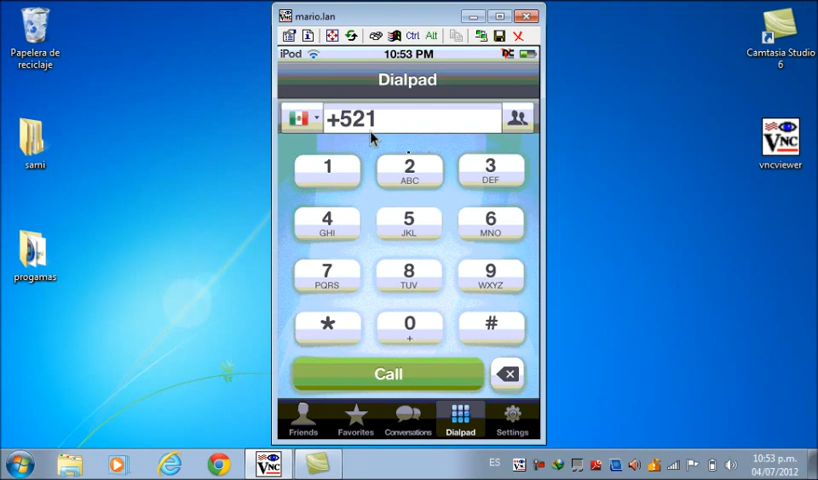 Papelera de
reciclaje
sami
progamas
Camtasia Studio
6
vncviewer
mario.lan
Ctrl Alt
iPod 10:53 PM
Dialpad
+521
1
2
ABC
3
DEF
4
GHI
5
JKL
6
MNO
7
PQRS
8
TUV
9
WXYZ
*
0
+
#
Call
Friends
Favorites
Conversations
Dialpad
Settings
ES
10:53 p.m.
04/07/2012